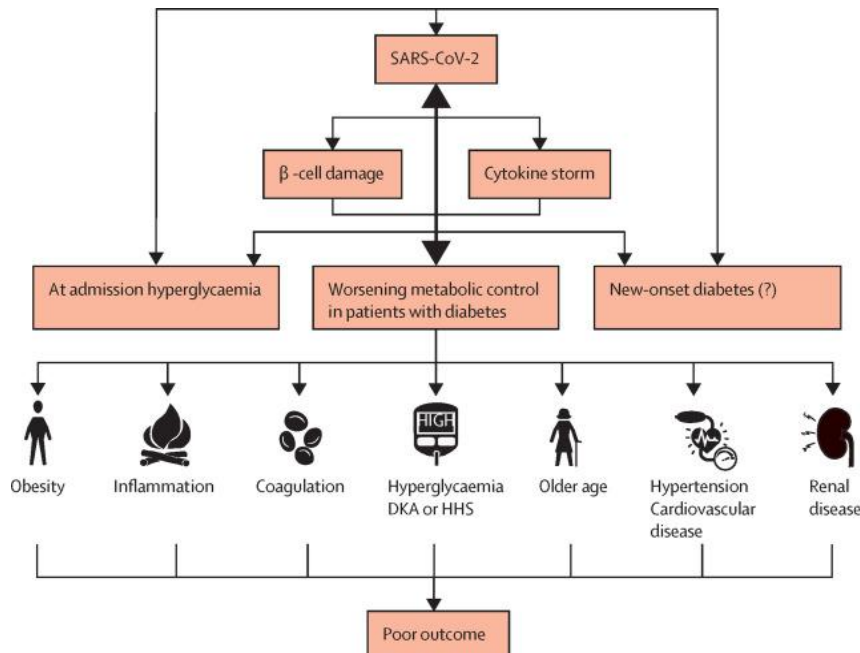 SARS-CoV-2
β -cell damage
Cytokine storm
At admission hyperglycaemia
Worsening metabolic control
in patients with diabetes
New-onset diabetes (?)
HIGH
Obesity
Inflammation
Coagulation
Hyperglycaemia
DKA or HHS
Older age
Hypertension
Cardiovascular
disease
Renal
disease
Poor outcome